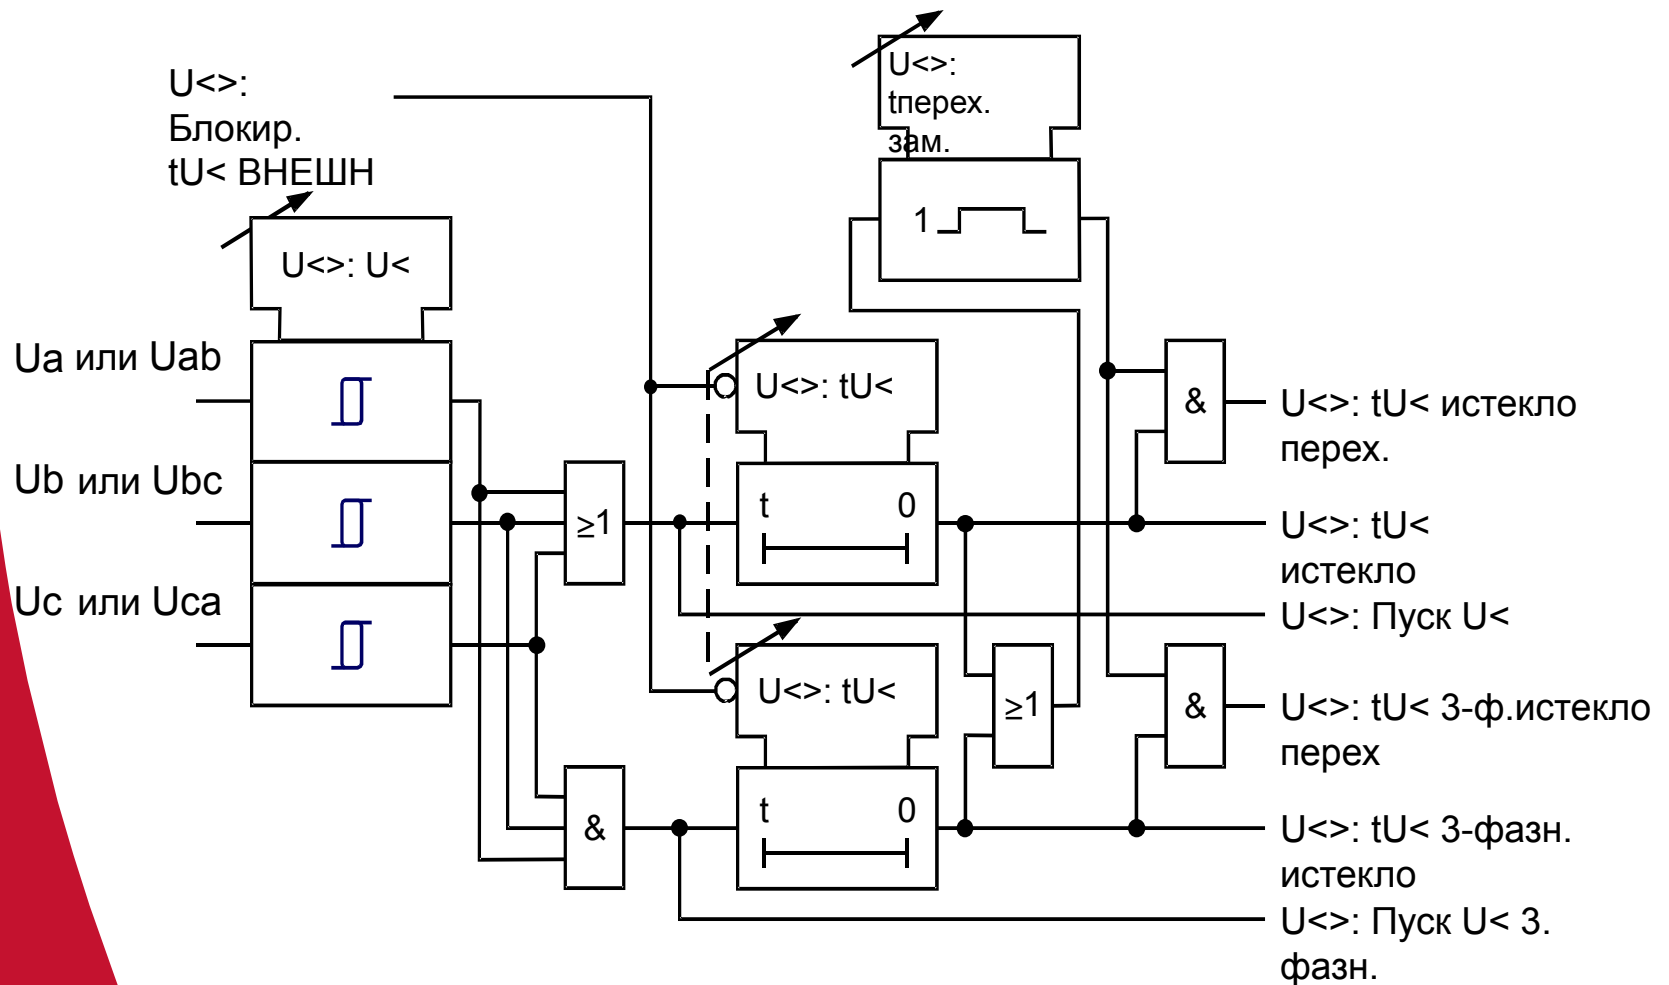 U<>:
Блокир.
tU< ВНЕШН
U<>:
tперех.
зам.
1
U<>: U<
Ua или Uab
Ub или Ubc
Uc или Uca
≥1
&
U<>: tU<
t 0
U<>: tU<
t 0
≥1
&
&
U<>: tU< истекло
перех.
U<>: tU<
истекло
U<>: Пуск U<
U<>: tU< 3-ф.истекло
перех
U<>: tU< 3-фазн.
истекло
U<>: Пуск U< 3.
фазн.